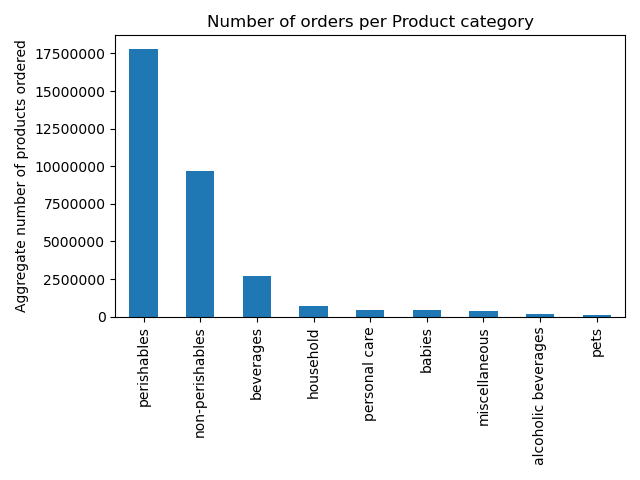 Number of orders per Product category
Aggregate number of products ordered
17500000
15000000
12500000
10000000
7500000
5000000
2500000
0
perishables
non-perishables
beverages
household
personal care
babies
miscellaneous
alcoholic beverages
pets